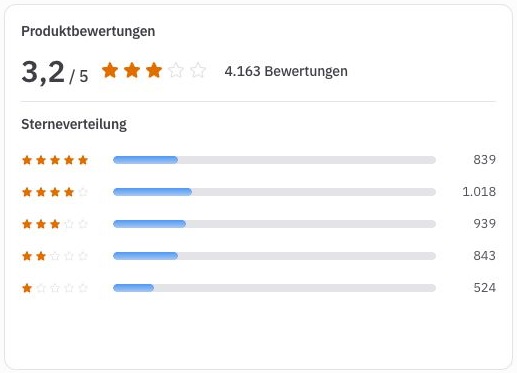 Produktbewertungen
3,2 / 5 4.163 Bewertungen
Sterneverteilung
839
1.018
939
843
524